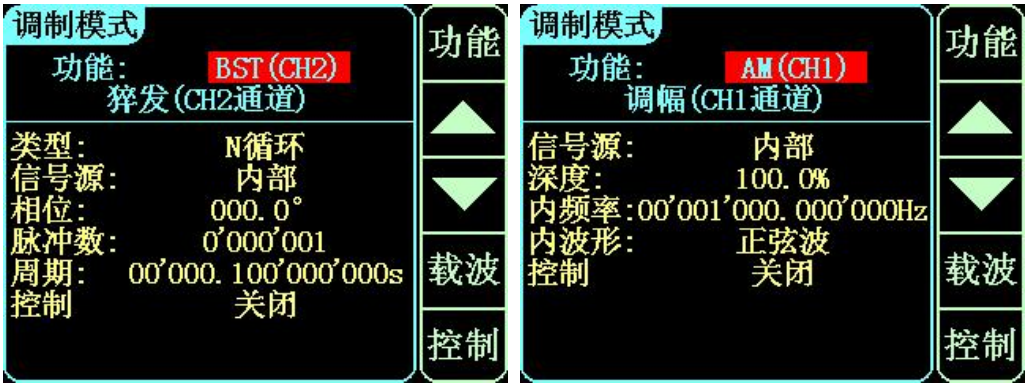 调制模式
功能: BST(CH2)
猝发(CH2通道)
类型: N循环
信号源: 内部
相位: 000.0°
脉冲数: 0'000'001
周期: 00'000.100'000'000s
控制 关闭
功能
载波
控制
调制模式
功能: AM(CH1)
调幅(CH1通道)
信号源: 内部
深度: 100.0%
内频率:00'001'000.000'000Hz
内波形: 正弦波
控制 关闭
功能
载波
控制